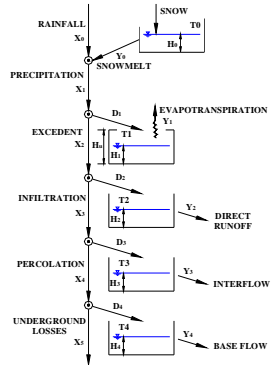 SNOW
RAINFALL
X₀
T0
H₀
Y₀
SNOWMELT
PRECIPITATION
X₁
D₁
EVAPOTRANSPIRATION
Y₁
EXCEDENT
X₂
Hₘ
T1
H₁
D₂
INFILTRATION
X₃
T2
H₂
Y₂
DIRECT
RUNOFF
D₃
PERCOLATION
X₄
T3
H₃
Y₃
INTERFLOW
D₄
UNDERGROUND
LOSSES
X₅
T4
H₄
Y₄
BASE FLOW